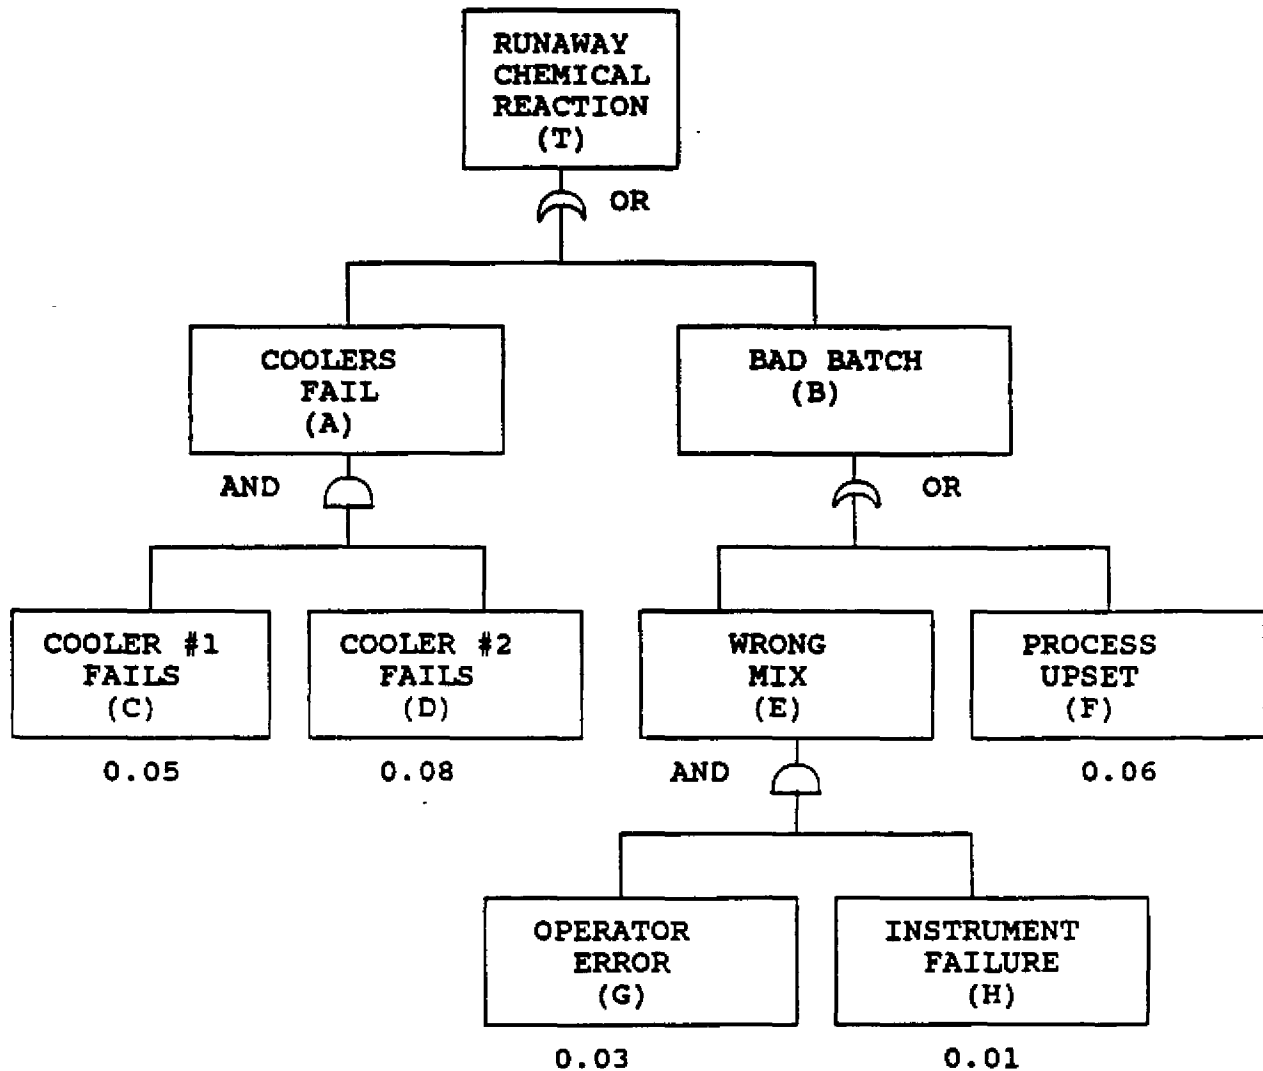 RUNAWAY
CHEMICAL
REACTION
(T)
OR
COOLERS
FAIL
(A)
BAD BATCH
(B)
AND
OR
COOLER #1
FAILS
(C)
COOLER #2
FAILS
(D)
WRONG
MIX
(E)
PROCESS
UPSET
(F)
0.05
0.08
AND
0.06
OPERATOR
ERROR
(G)
INSTRUMENT
FAILURE
(H)
0.03
0.01